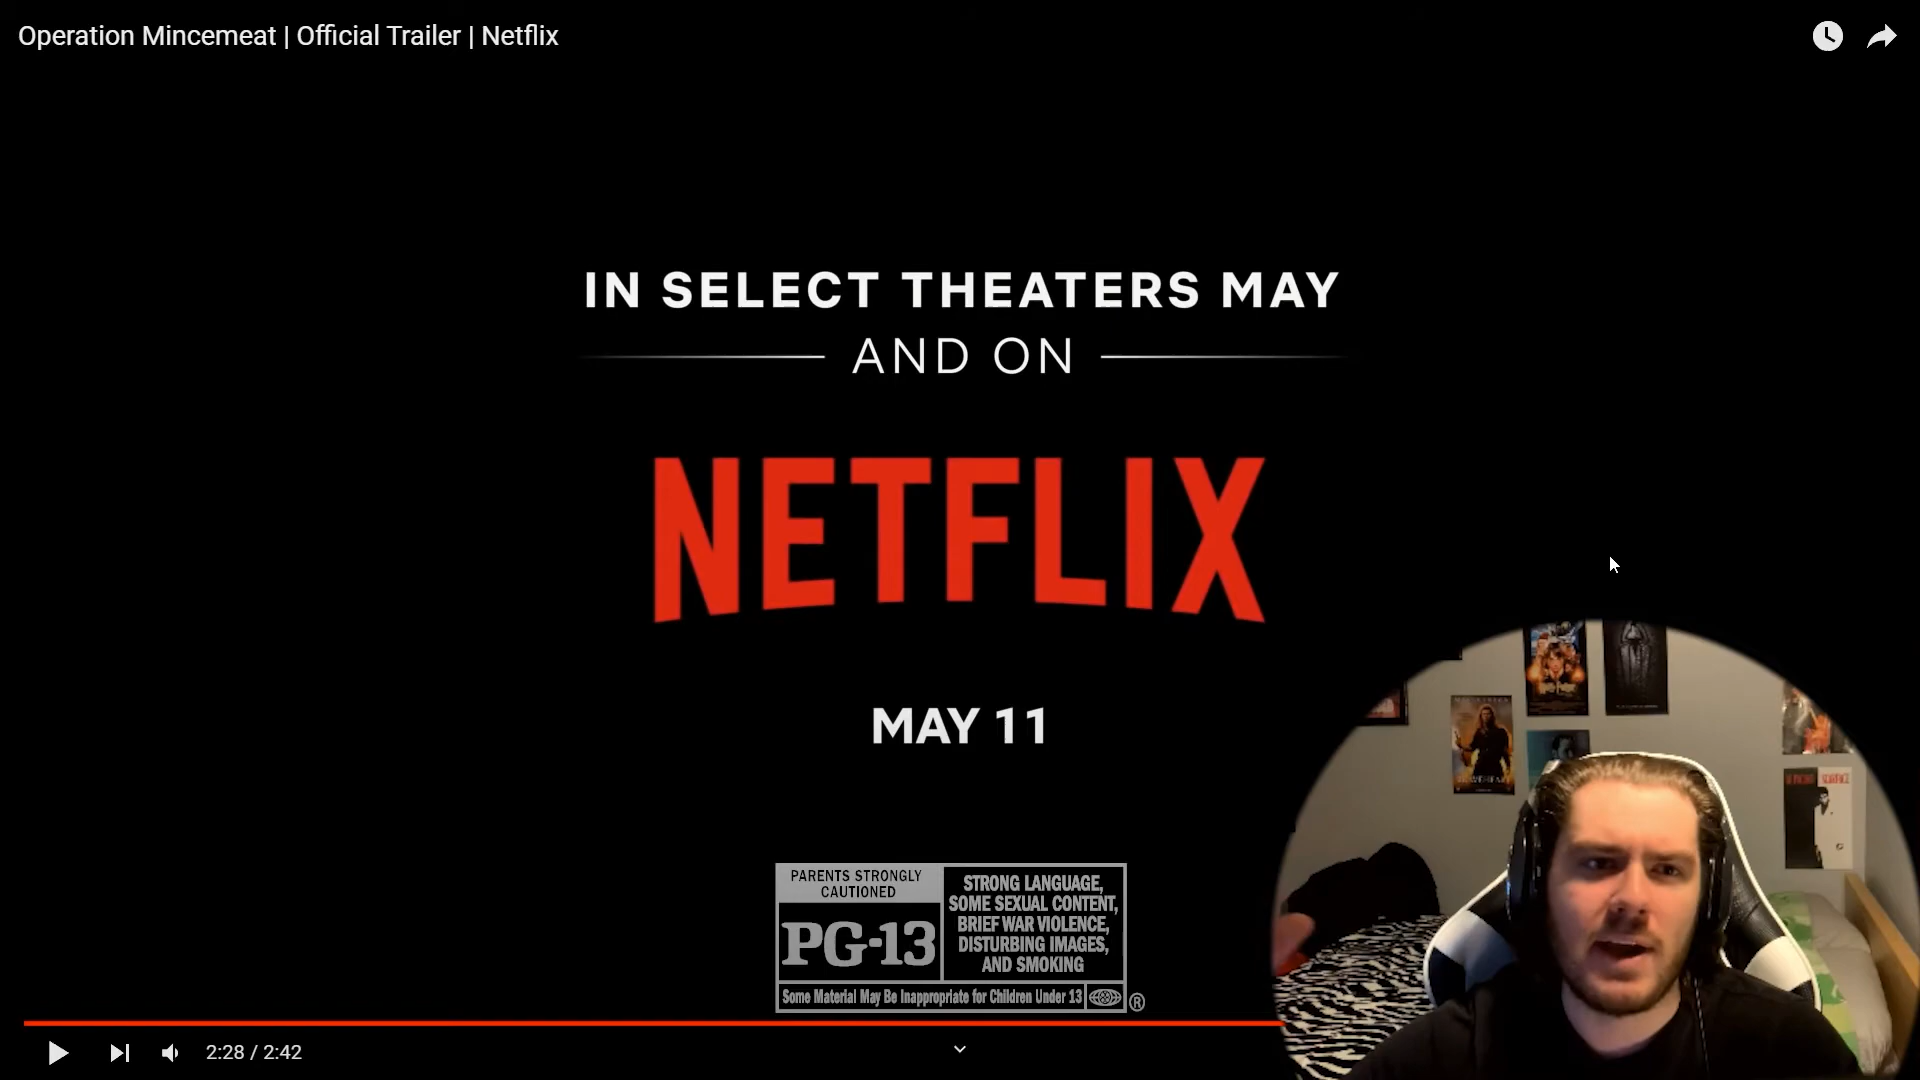 Operation Mincemeat | Official Trailer | Netflix
IN SELECT THEATERS MAY
AND ON
NETFLIX
MAY 11
PARENTS STRONGLY
CAUTIONED
PG-13
STRONG LANGUAGE,
SOME SEXUAL CONTENT,
BRIEF WAR VIOLENCE,
DISTURBING IMAGES,
AND SMOKING
Some Material May Be Inappropriate for Children Under 13
®
2:28 / 2:42
SCARFACE